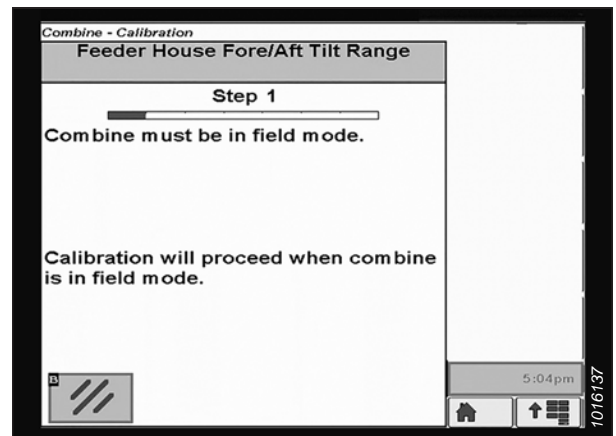 Combine - Calibration
Feeder House Fore/Aft Tilt Range
Step 1
Combine must be in field mode.
Calibration will proceed when combine
is in field mode.
B
5:04pm
1016137